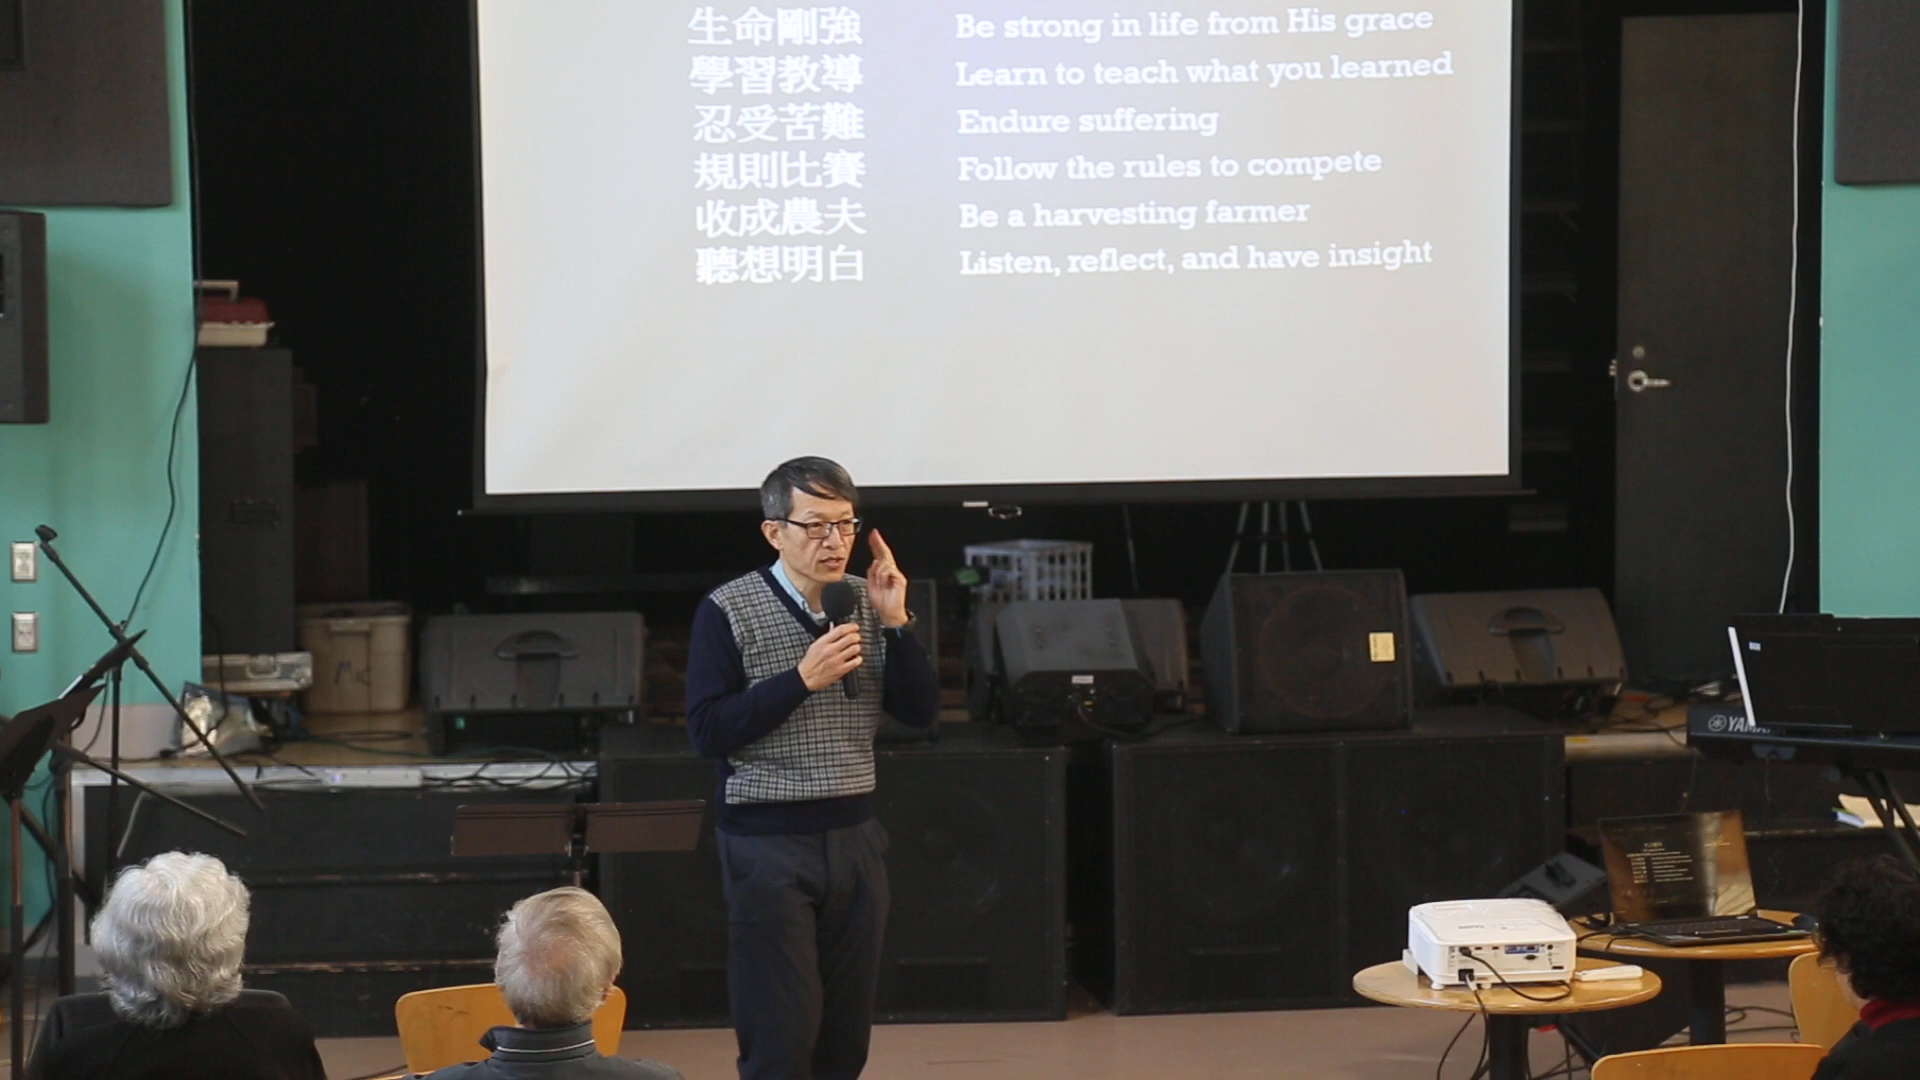 生命剛強 Be strong in life from His grace
學習教導 Learn to teach what you learned
忍受苦難 Endure suffering
規則比賽 Follow the rules to compete
收成農夫 Be a harvesting farmer
聽想明白 Listen, reflect, and have insight